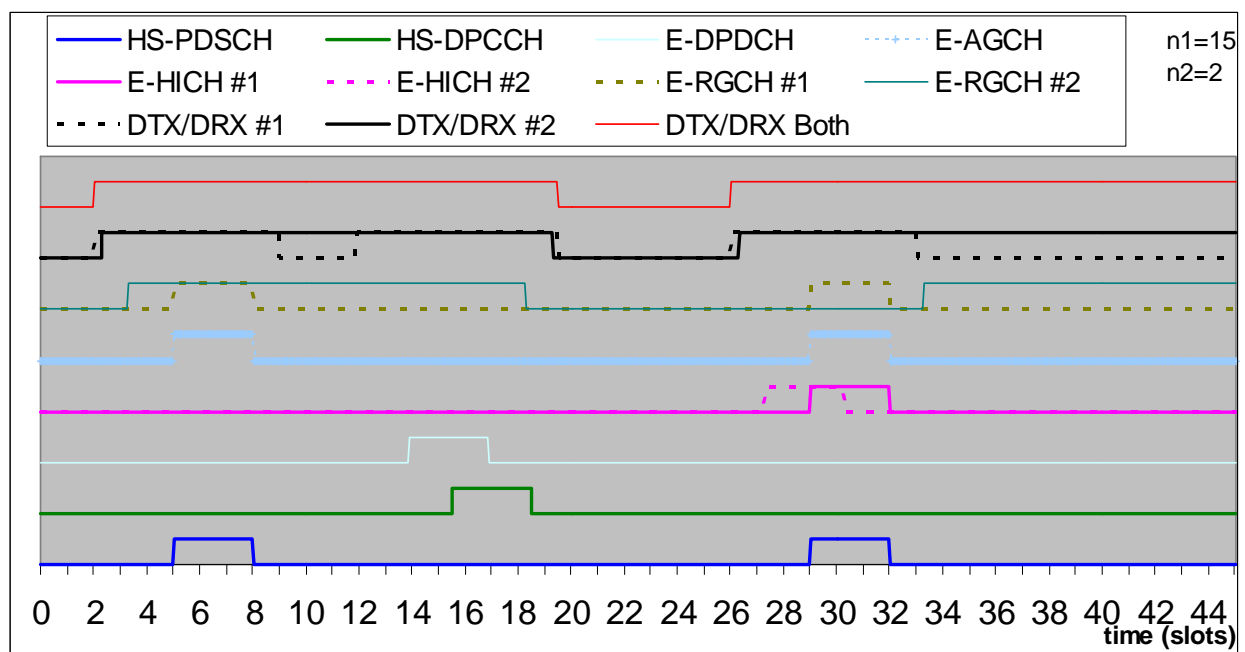 HS-PDSCH HS-DPCCH E-DPDCH E-AGCH n1=15
E-HICH #1 E-HICH #2 E-RGCH #1 E-RGCH #2 n2=2
DTX/DRX #1 DTX/DRX #2 DTX/DRX Both
0 2 4 6 8 10 12 14 16 18 20 22 24 26 28 30 32 34 36 38 40 42 44
time (slots)